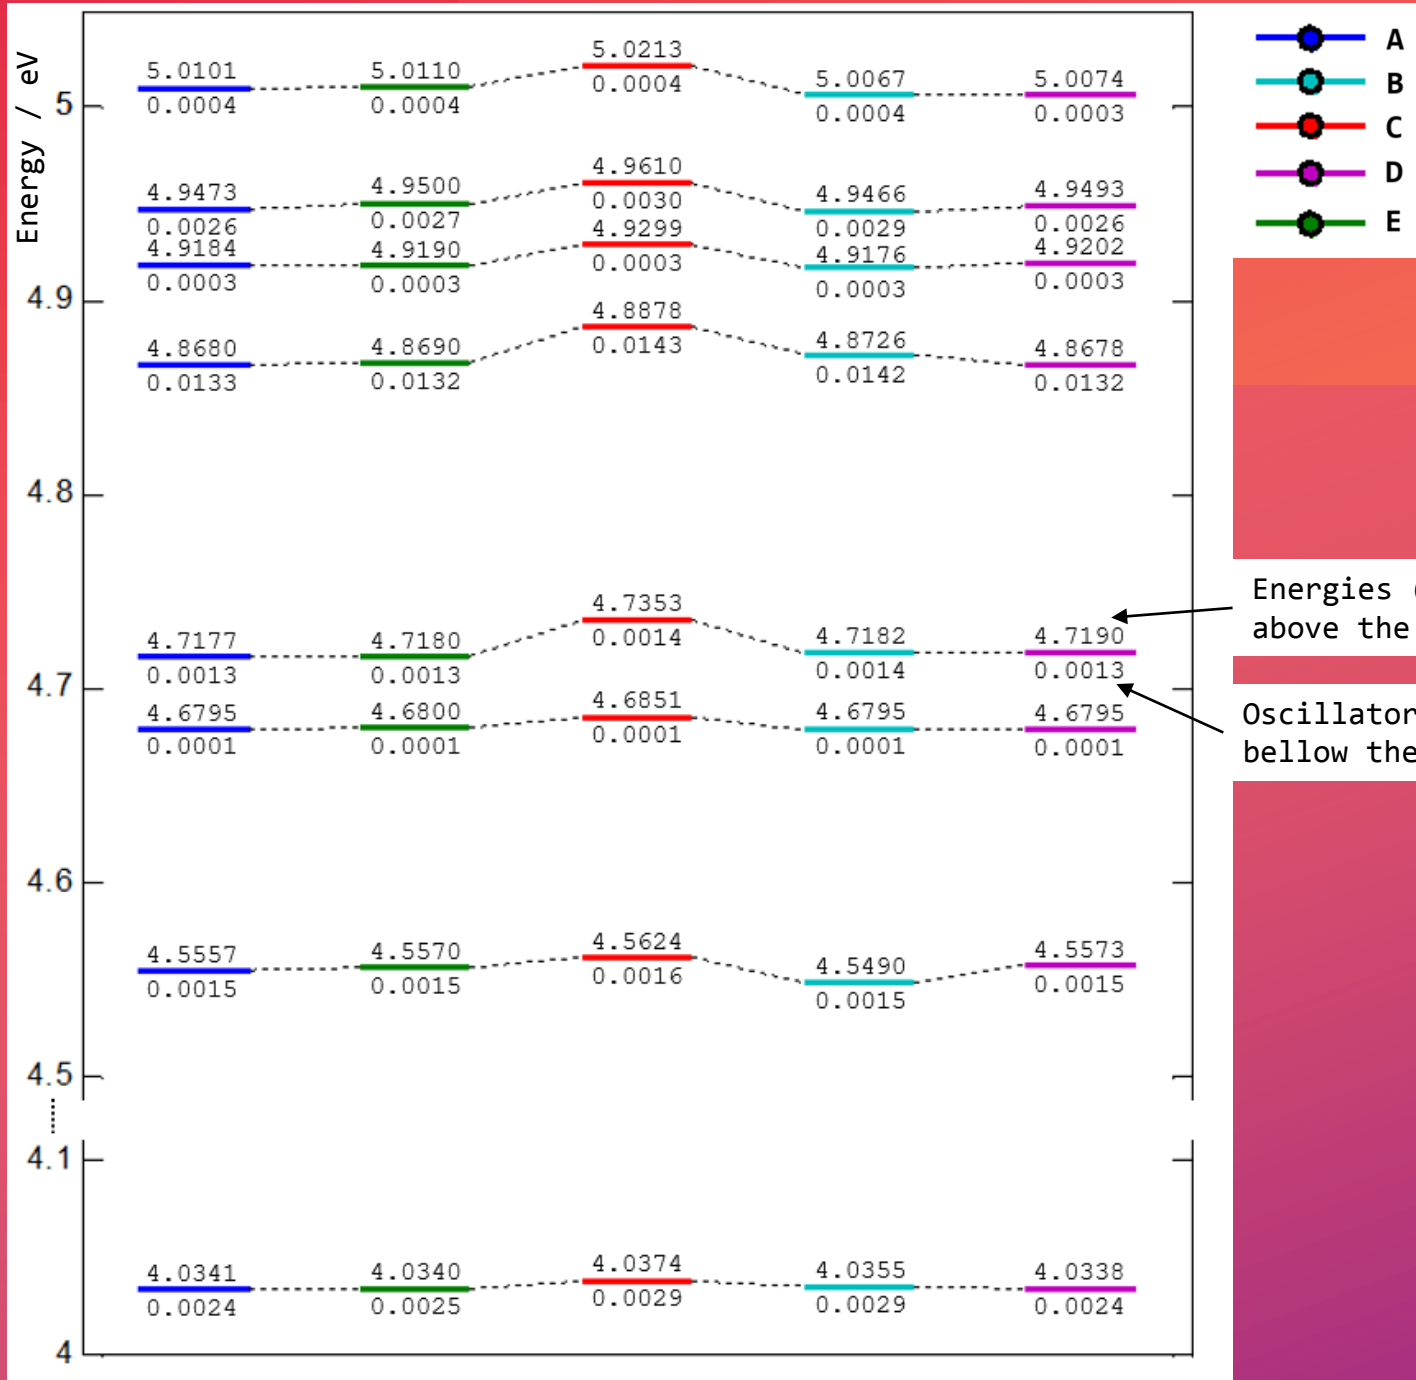 Energy / eV
5
4.9
4.8
4.7
4.6
4.5
4.1
4
5.0101 5.0110 5.0213 5.0067 5.0074
0.0004 0.0004 0.0004 0.0004 0.0003
4.9473 4.9500 4.9610 4.9466 4.9493
0.0026 0.0027 0.0030 0.0029 0.0026
4.9184 4.9190 4.9299 4.9176 4.9202
0.0003 0.0003 0.0003 0.0003 0.0003
4.8680 4.8690 4.8878 4.8726 4.8678
0.0133 0.0132 0.0143 0.0142 0.0132
4.7177 4.7180 4.7353 4.7182 4.7190
0.0013 0.0013 0.0014 0.0014 0.0013
4.6795 4.6800 4.6851 4.6795 4.6795
0.0001 0.0001 0.0001 0.0001 0.0001
4.5557 4.5570 4.5624 4.5490 4.5573
0.0015 0.0015 0.0016 0.0015 0.0015
4.0341 4.0340 4.0374 4.0355 4.0338
0.0024 0.0025 0.0029 0.0029 0.0024
A
B
C
D
E
Energies (
above the
Oscillator
bellow the